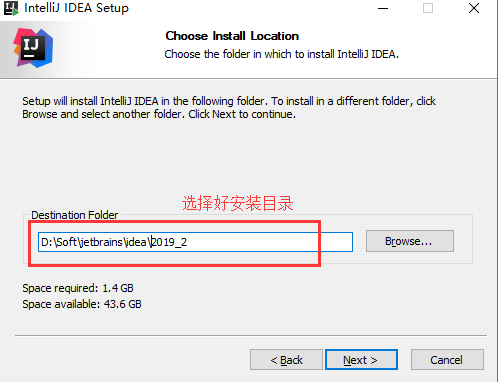 IntelliJ IDEA Setup
IJ
Choose Install Location
Choose the folder in which to install IntelliJ IDEA.
Setup will install IntelliJ IDEA in the following folder. To install in a different folder, click
Browse and select another folder. Click Next to continue.
选择好安装目录
Destination Folder
D:\Soft\jetbrains\idea\2019_2
Browse...
Space required: 1.4 GB
Space available: 43.6 GB
< Back
Next >
Cancel